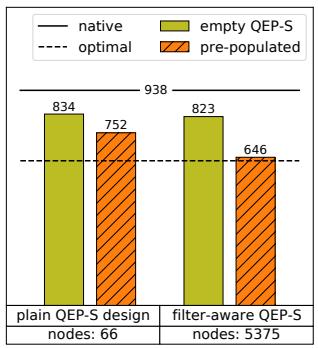 native
optimal
empty QEP-S
pre-populated
938
834
752
823
646
plain QEP-S design
filter-aware QEP-S
nodes: 66
nodes: 5375